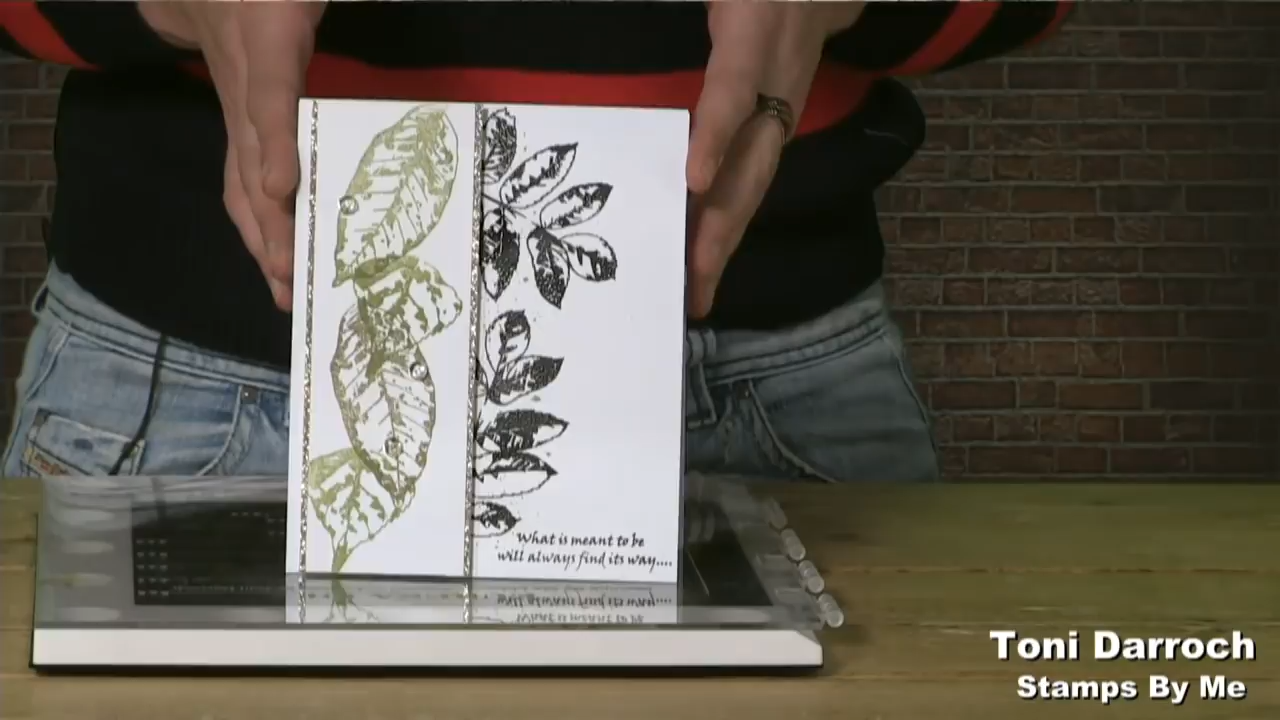 What is meant to be
will always find its way....
Toni Darroch
Stamps By Me